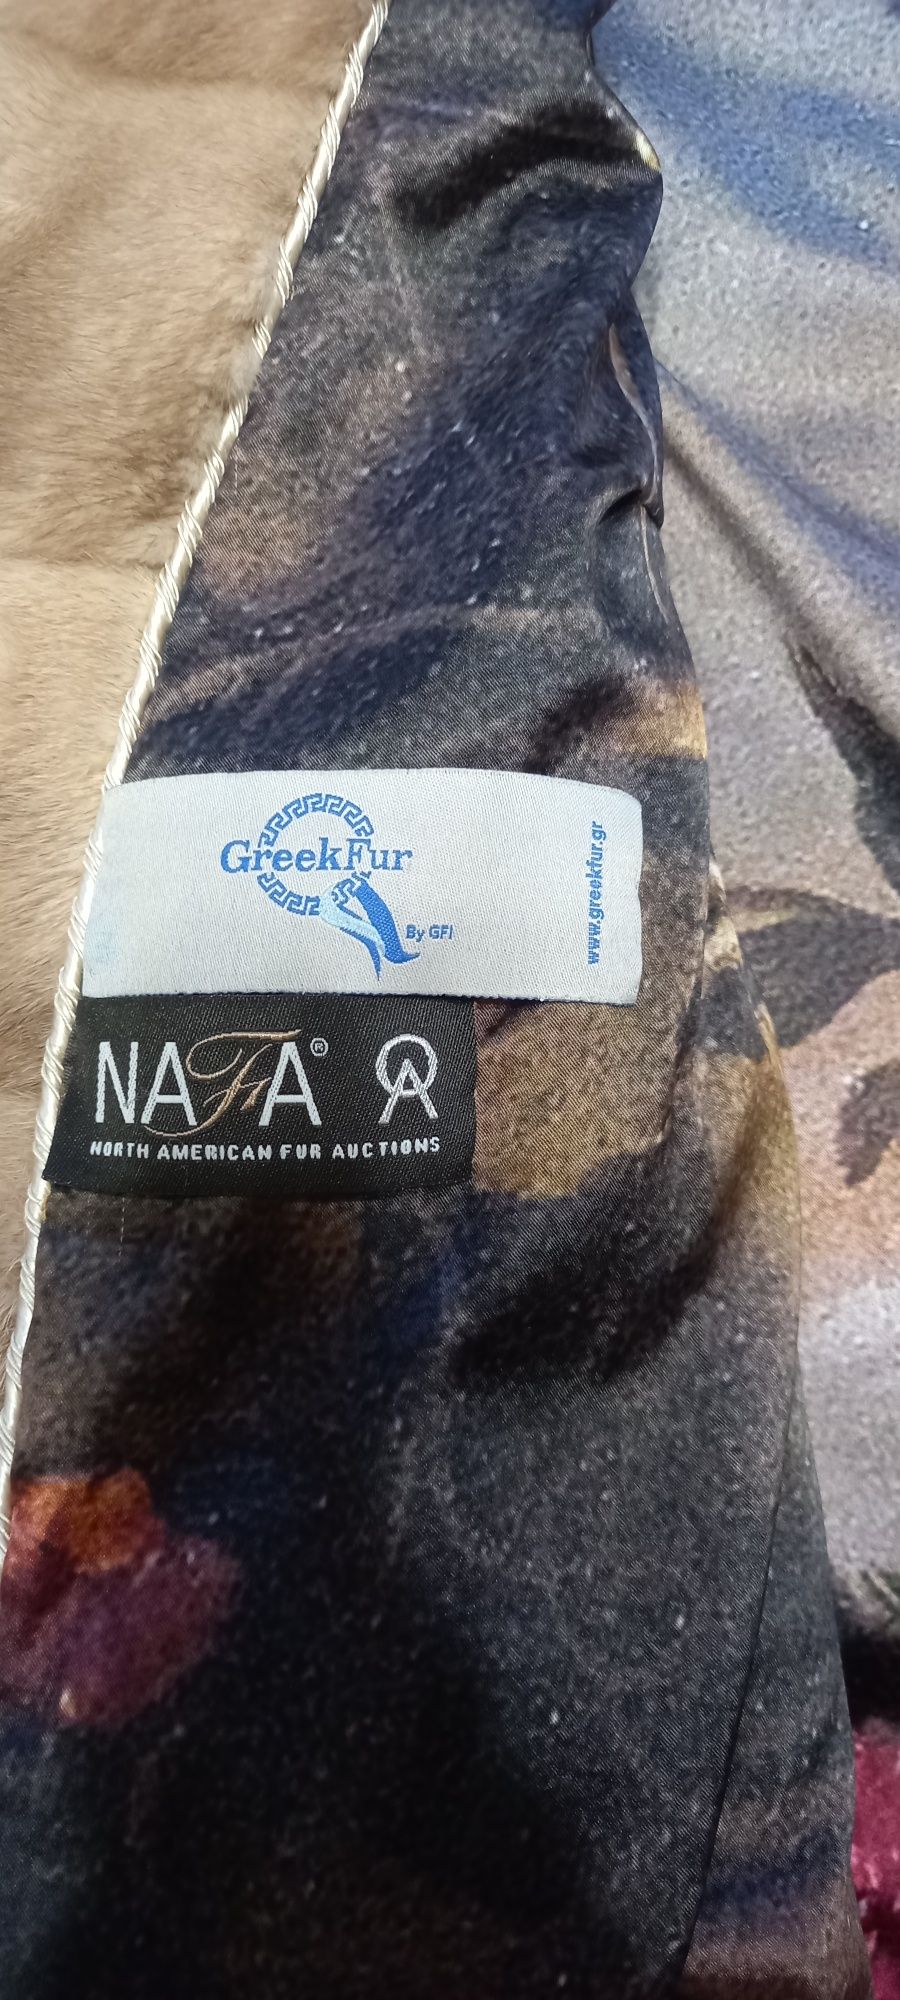 GreekFur
By GFI
www.greekfur.gr
NAFA®
NORTH AMERICAN FUR AUCTIONS